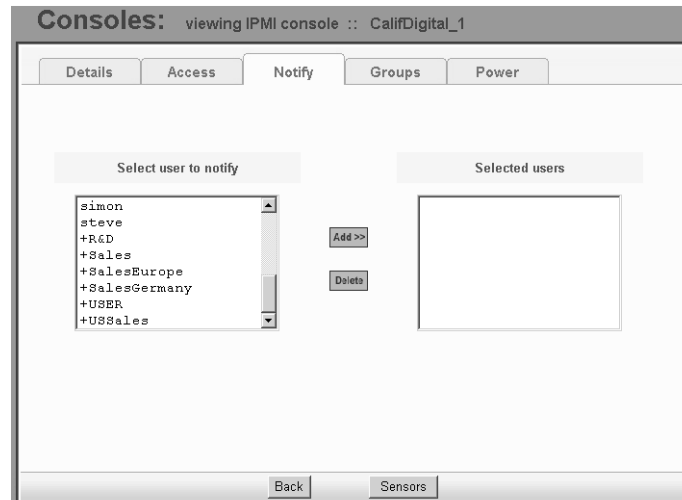 Consoles: viewing IPMI console :: CalifDigital_1
Details Access Notify Groups Power
Select user to notify Selected users
simon
steve
+R&D
+Sales
+SalesEurope
+SalesGermany
+USER
+USSales
Add >>
Delete
Back Sensors